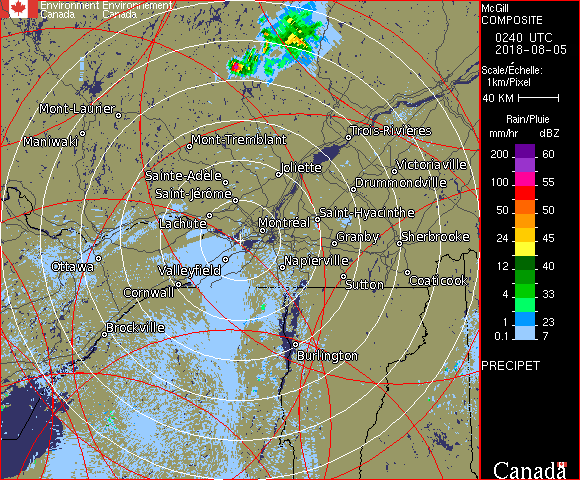 Environment Environnement
Canada Canada
McGill
COMPOSITE
0240 UTC
2018-08-05
Scale/Échelle:
1km/Pixel
40 KM
Rain/Pluie
mm/hr dBZ
200 60
100 55
50 50
24 45
12 40
4 33
1 23
0.1 7
PRECIPET
Canada
Mont-Laurier
Maniwaki
Mont-Tremblant
Trois-Rivières
Joliette
Victoriaville
Sainte-Adèle
Drummondville
Saint-Jérôme
Saint-Hyacinthe
Lachute
Montréal
Granby
Sherbrooke
Ottawa
Valleyfield
Napierville
Coaticook
Cornwall
Sutton
Brockville
Burlington